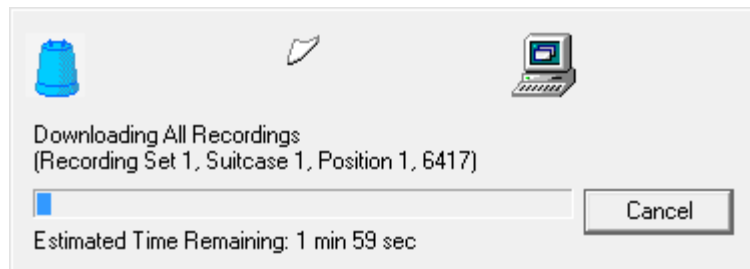 Downloading All Recordings
(Recording Set 1, Suitcase 1, Position 1, 6417)
Cancel
Estimated Time Remaining: 1 min 59 sec